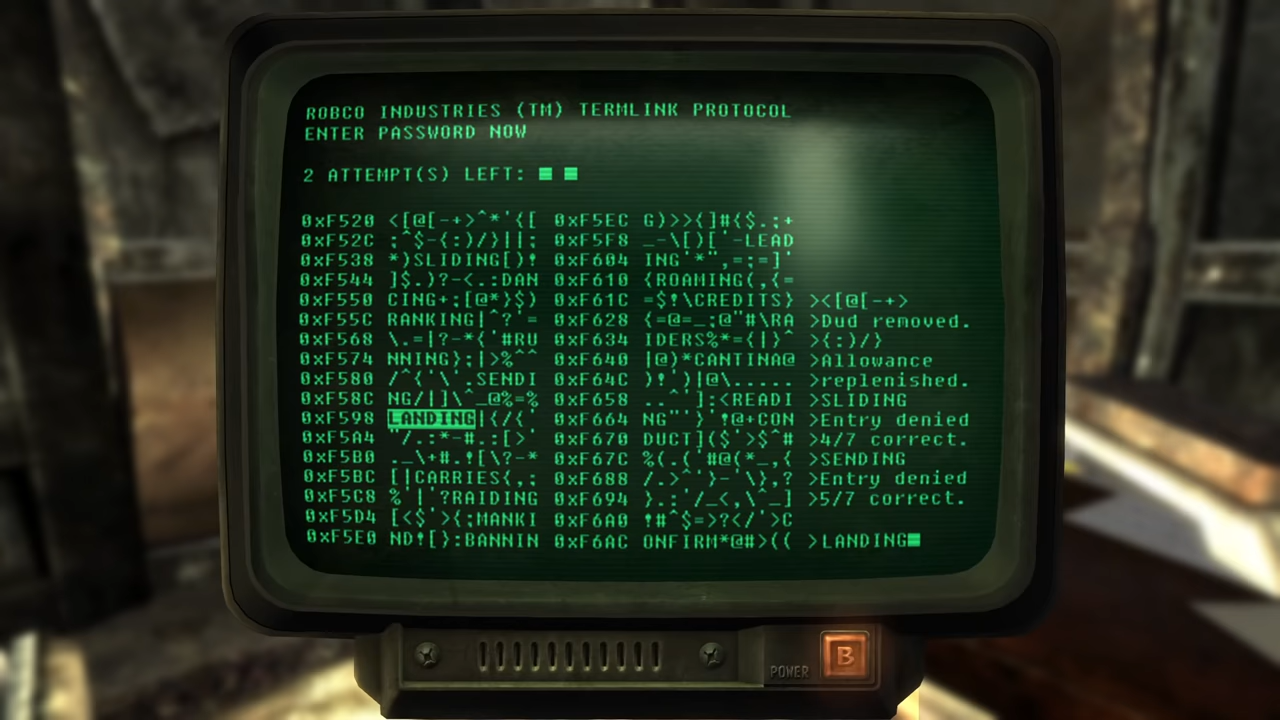 ROBCO INDUSTRIES (TM) TERMLINK PROTOCOL
ENTER PASSWORD NOW
2 ATTEMPT(S) LEFT: ■ ■
0xF520 <[@[-+>^*'{[ 0xF5EC G)>>{]#{$.;+
0xF52C ;^$-{:)/}||; 0xF5F8 _-\[)['-LEAD
0xF538 *)SLIDING[)! 0xF604 ING'*",=;=]'
0xF544 ]$.)?-<.:DAN 0xF610 {ROAMING(,{=
0xF550 CING+;[@*}$) 0xF61C =$!\CREDITS} ><[@[-+>
0xF55C RANKING|^?'= 0xF628 {=@=_;@"#\RA >Dud removed.
0xF568 \.=|?-*{'#RU 0xF634 IDERS%*={|}^ >{:)/}
0xF574 NNING};|>%^^ 0xF640 |@)*CANTINA@ >Allowance
0xF580 /^{'\'.SENDI 0xF64C )!')|@\..... >replenished.
0xF58C NG/|]\^_@%=% 0xF658 ..^']:<READI >SLIDING
0xF598 LANDING|{/{' 0xF664 NG"'}'!@+CON >Entry denied
0xF5A4 "/.:*-#.:[>' 0xF670 DUCT]($'>$^# >4/7 correct.
0xF5B0 ._\+#.![\?-* 0xF67C %(.('#@(*_,{ >SENDING
0xF5BC [|CARRIES{,; 0xF688 /.>^'}-'\},? >Entry denied
0xF5C8 %'|'?RAIDING 0xF694 }.:'/_<,\^_] >5/7 correct.
0xF5D4 [<$'>{;MANKI 0xF6A0 !#^$=>?</'>C
0xF5E0 ND![}:BANNIN 0xF6AC ONFIRM*@#>(( >LANDING■
POWER
B